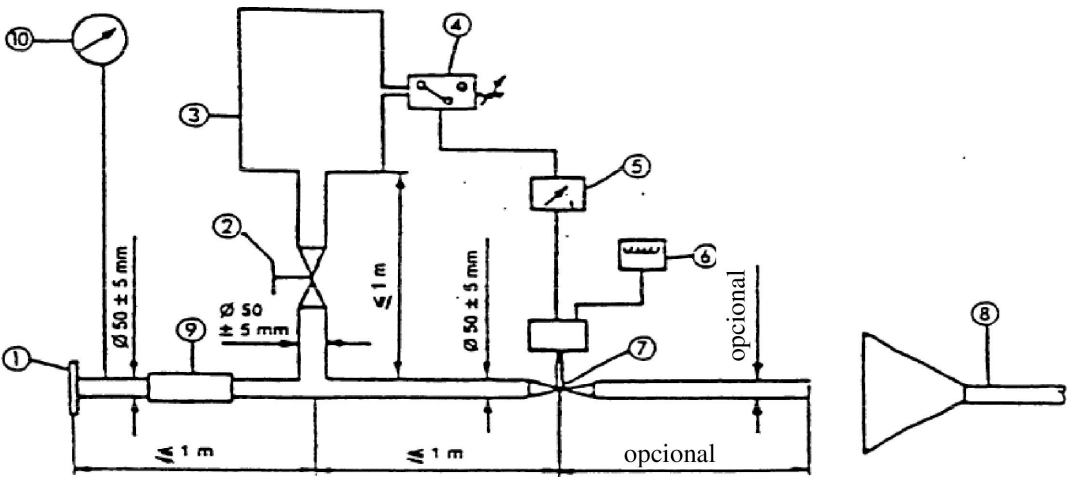 10
4
3
5
2
6
≤ 1 m
Ø 50 ± 5 mm
Ø 50
± 5 mm
Ø 50 ± 5 mm
opcional
9
1
7
8
≤ 1 m
≤ 1 m
opcional